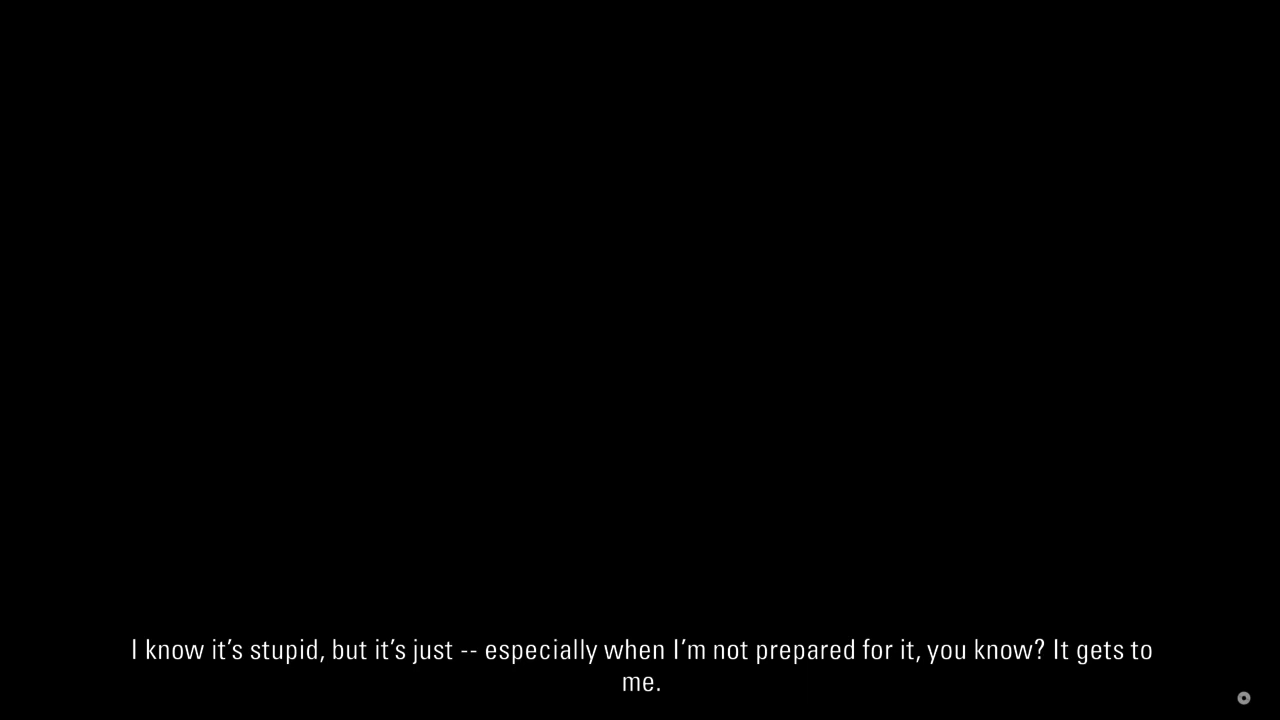 I know it’s stupid, but it’s just -- especially when I’m not prepared for it, you know? It gets to
me.